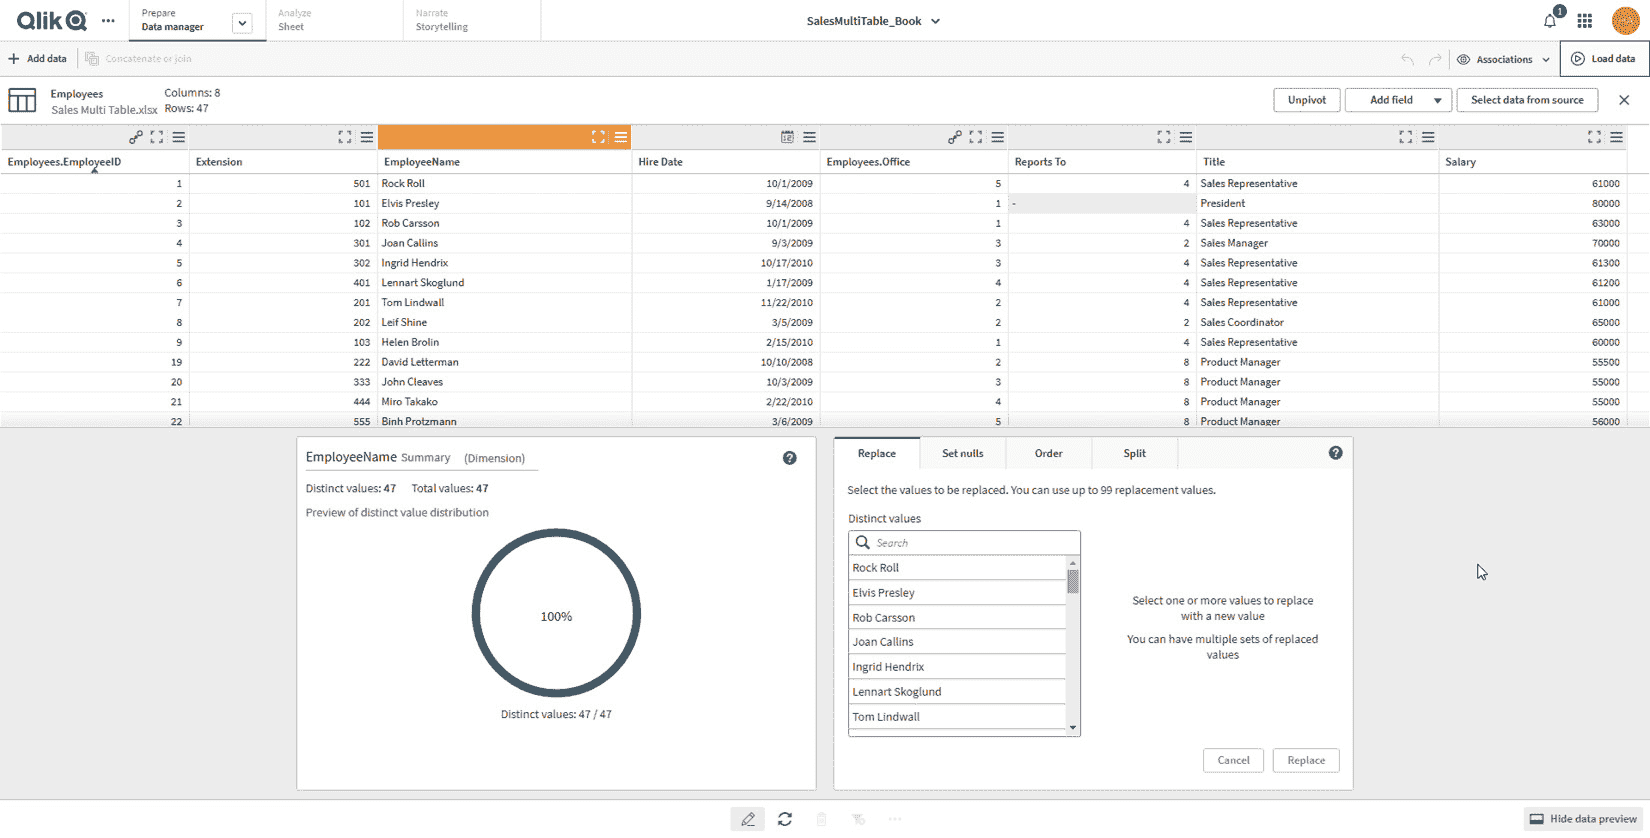 Qlik
Prepare
Data manager
Analyze
Sheet
Narrate
Storytelling
SalesMultiTable_Book
1
Add data
Concatenate or join
Associations
Load data
Employees
Sales Multi Table.xlsx
Columns: 8
Rows: 47
Unpivot
Add field
Select data from source
Employees.EmployeeID Extension EmployeeName Hire Date Employees.Office Reports To Title Salary
1 501 Rock Roll 10/1/2009 5 4 Sales Representative 61000
2 101 Elvis Presley 9/14/2008 1 - President 80000
3 102 Rob Carsson 10/1/2009 1 4 Sales Representative 63000
4 301 Joan Callins 9/3/2009 3 2 Sales Manager 70000
5 302 Ingrid Hendrix 10/17/2010 3 4 Sales Representative 61300
6 401 Lennart Skoglund 1/17/2009 4 4 Sales Representative 61200
7 201 Tom Lindwall 11/22/2010 2 4 Sales Representative 61000
8 202 Leif Shine 3/5/2009 2 2 Sales Coordinator 65000
9 103 Helen Brolin 2/15/2010 1 4 Sales Representative 60000
19 222 David Letterman 10/10/2008 2 8 Product Manager 55500
20 333 John Cleaves 10/3/2009 3 8 Product Manager 55000
21 444 Miro Takako 2/22/2010 4 8 Product Manager 55000
22 555 Binh Protzmann 3/6/2009 5 8 Product Manager 56000
EmployeeName Summary (Dimension)
Distinct values: 47 Total values: 47
Preview of distinct value distribution
100%
Distinct values: 47 / 47
Replace Set nulls Order Split
Select the values to be replaced. You can use up to 99 replacement values.
Distinct values
Search
Rock Roll
Elvis Presley
Rob Carsson
Joan Callins
Ingrid Hendrix
Lennart Skoglund
Tom Lindwall
Select one or more values to replace
with a new value
You can have multiple sets of replaced
values
Cancel
Replace
Hide data preview